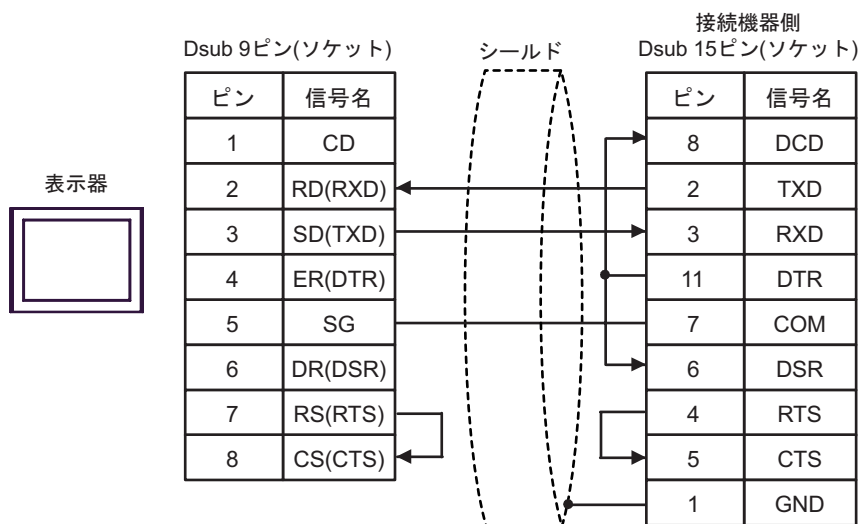 接続機器側
Dsub 9ピン(ソケット)
シールド
Dsub 15ピン(ソケット)
表示器
ピン 信号名
1 CD
2 RD(RXD)
3 SD(TXD)
4 ER(DTR)
5 SG
6 DR(DSR)
7 RS(RTS)
8 CS(CTS)
ピン 信号名
8 DCD
2 TXD
3 RXD
11 DTR
7 COM
6 DSR
4 RTS
5 CTS
1 GND